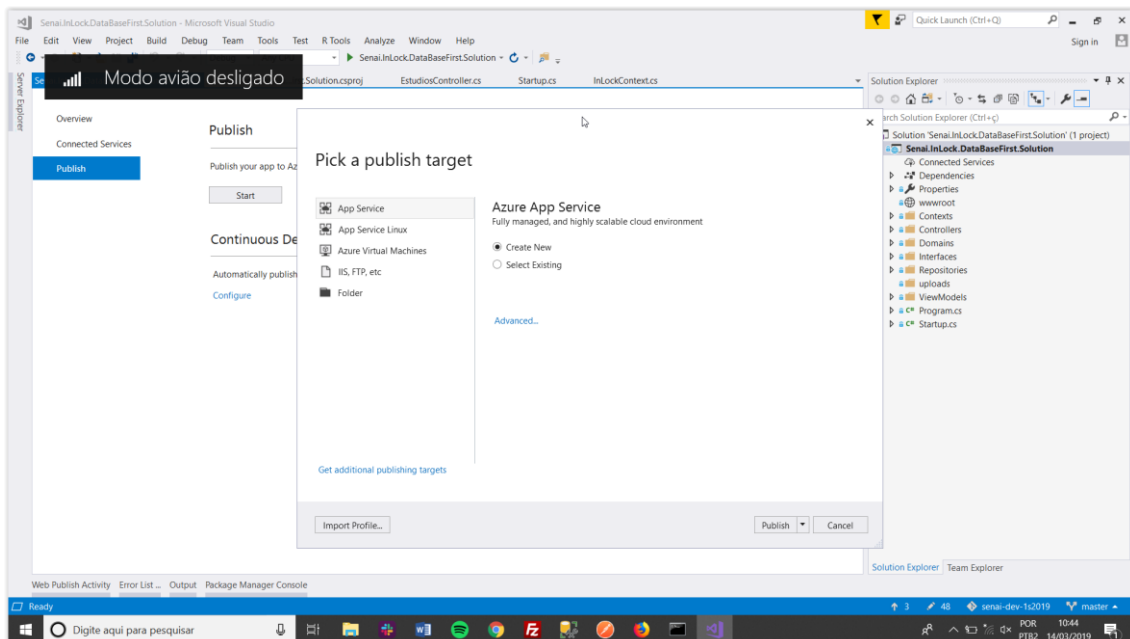 Senai.InLock.DataBaseFirst.Solution - Microsoft Visual Studio
Quick Launch (Ctrl+Q)
File Edit View Project Build Debug Team Tools Test R Tools Analyze Window Help
Sign in
Senai.InLock.DataBaseFirst.Solution
Modo avião desligado
Server Explorer
Se
.Solution.csproj EstudiosController.cs Startup.cs InLockContext.cs
Solution Explorer
arch Solution Explorer (Ctrl+ç)
Solution 'Senai.InLock.DataBaseFirst.Solution' (1 project)
Senai.InLock.DataBaseFirst.Solution
Connected Services
Dependencies
Properties
wwwroot
Contexts
Controllers
Domains
Interfaces
Repositories
uploads
ViewModels
C# Program.cs
C# Startup.cs
Overview
Connected Services
Publish
Publish
Publish your app to Az
Start
Continuous De
Automatically publish
Configure
Pick a publish target
App Service
App Service Linux
Azure Virtual Machines
IIS, FTP, etc
Folder
Azure App Service
Fully managed, and highly scalable cloud environment
Create New
Select Existing
Advanced...
Get additional publishing targets
Import Profile...
Publish
Cancel
Solution Explorer Team Explorer
Web Publish Activity Error List ... Output Package Manager Console
Ready
3 48 senai-dev-1s2019 master
Digite aqui para pesquisar
POR
PTB2
10:44
14/03/2019